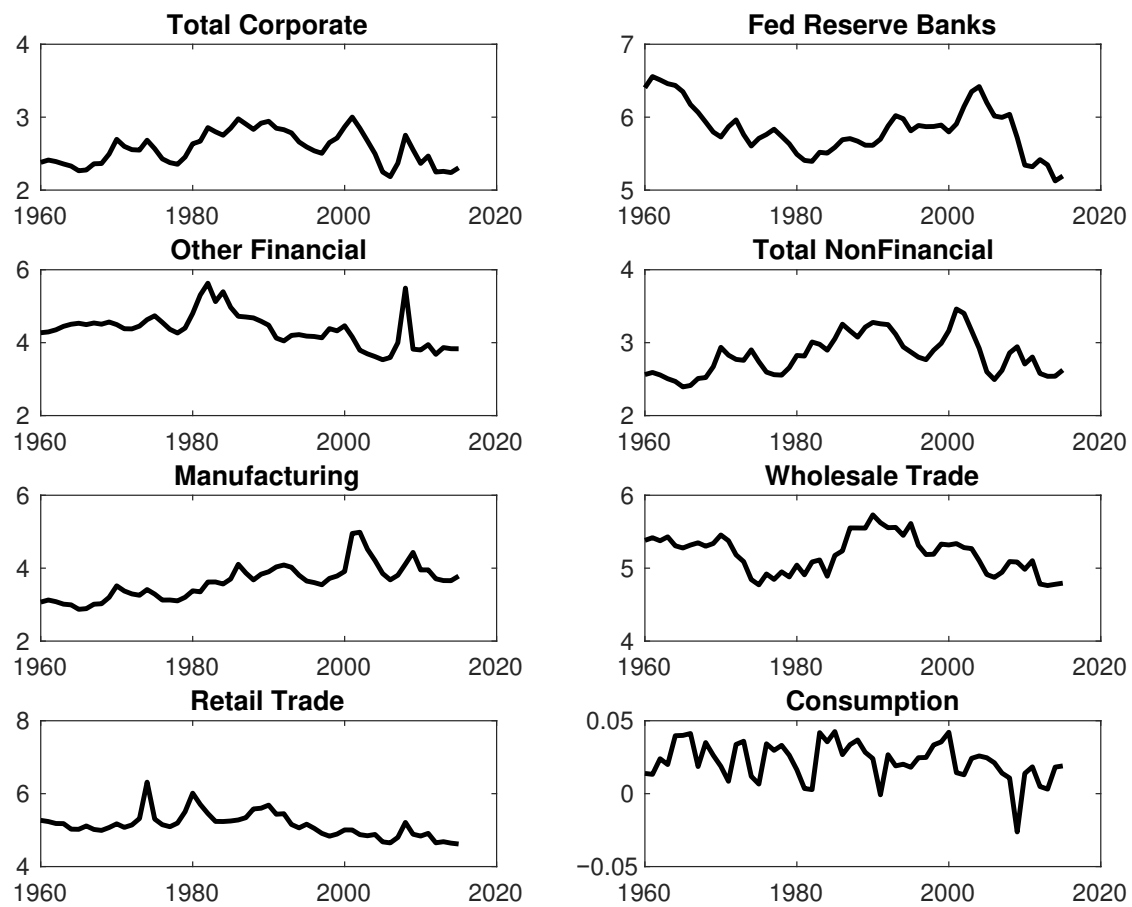 Total Corporate
4
3
2
1960 1980 2000 2020
Fed Reserve Banks
7
6
5
1960 1980 2000 2020
Other Financial
6
4
2
1960 1980 2000 2020
Total NonFinancial
4
3
2
1960 1980 2000 2020
Manufacturing
6
4
2
1960 1980 2000 2020
Wholesale Trade
6
5
4
1960 1980 2000 2020
Retail Trade
8
6
4
1960 1980 2000 2020
Consumption
0.05
0
−0.05
1960 1980 2000 2020